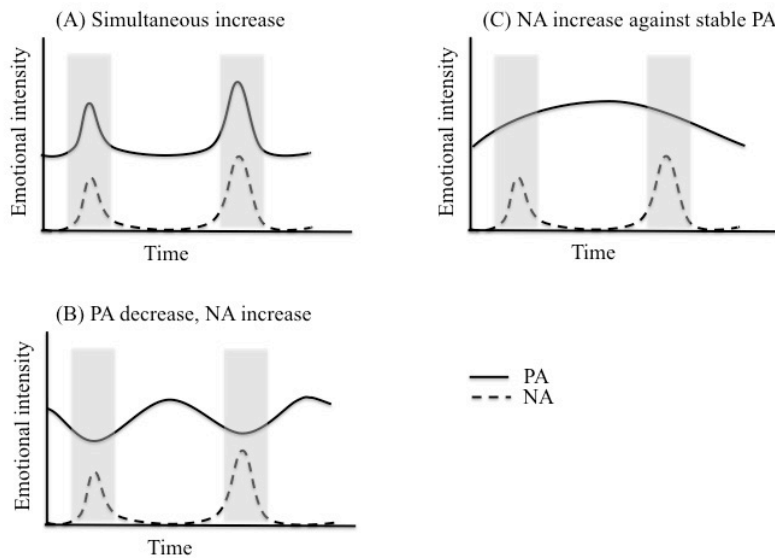 (A) Simultaneous increase
Emotional intensity
Time
(C) NA increase against stable PA
Emotional intensity
Time
(B) PA decrease, NA increase
Emotional intensity
Time
PA
NA